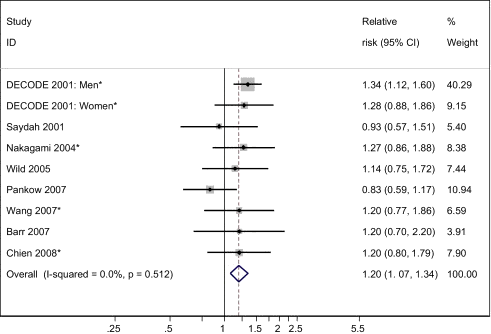 Study Relative %
ID risk (95% CI) Weight
DECODE 2001: Men* 1.34 (1.12, 1.60) 40.29
DECODE 2001: Women* 1.28 (0.88, 1.86) 9.15
Saydah 2001 0.93 (0.57, 1.51) 5.40
Nakagami 2004* 1.27 (0.86, 1.88) 8.38
Wild 2005 1.14 (0.75, 1.72) 7.44
Pankow 2007 0.83 (0.59, 1.17) 10.94
Wang 2007* 1.20 (0.77, 1.86) 6.59
Barr 2007 1.20 (0.70, 2.20) 3.91
Chien 2008* 1.20 (0.80, 1.79) 7.90
Overall (I-squared = 0.0%, p = 0.512) 1.20 (1.07, 1.34) 100.00
.25 .5 1 1.5 2 2.5 5.5